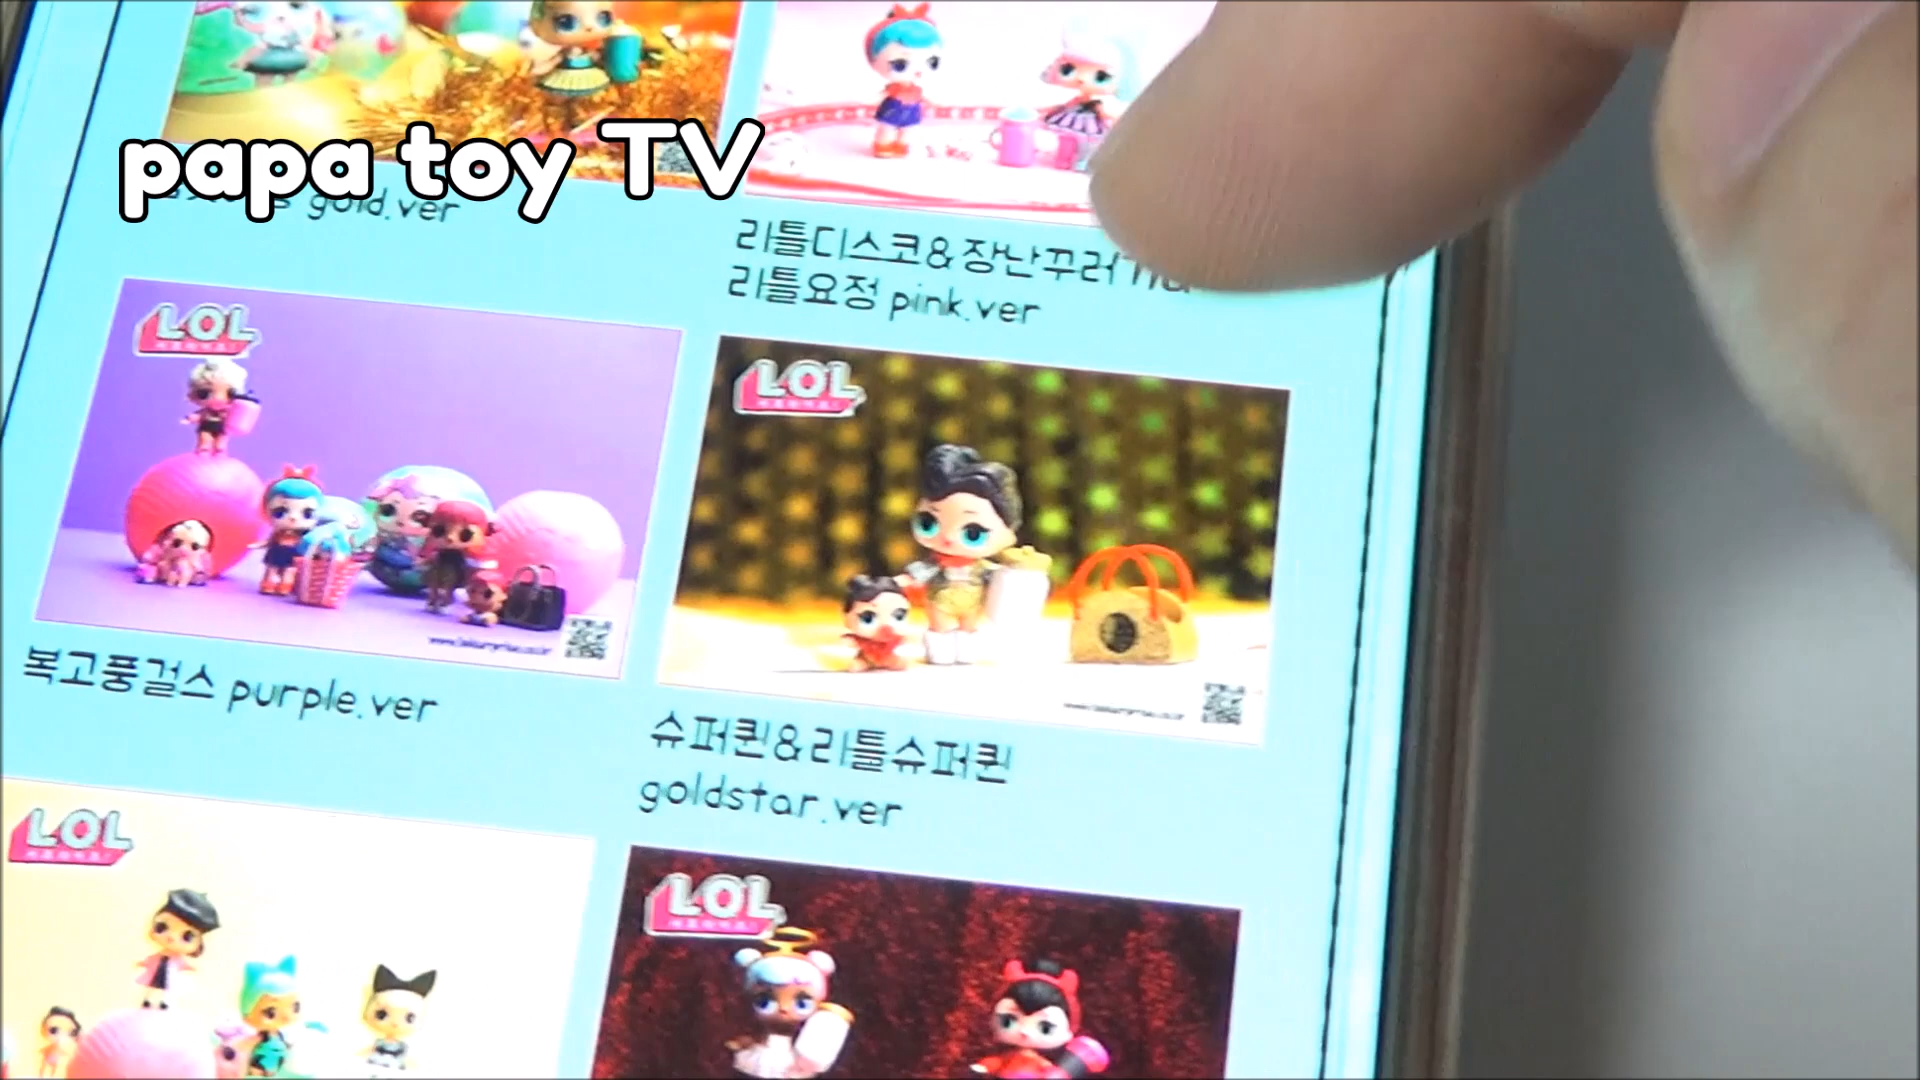 papa toy TV
gold.ver
리틀디스코&장난꾸러
리틀요정 pink.ver
LOL
LOL
복고풍걸스 purple.ver
슈퍼퀸&리틀슈퍼퀸
goldstar.ver
LOL
LOL